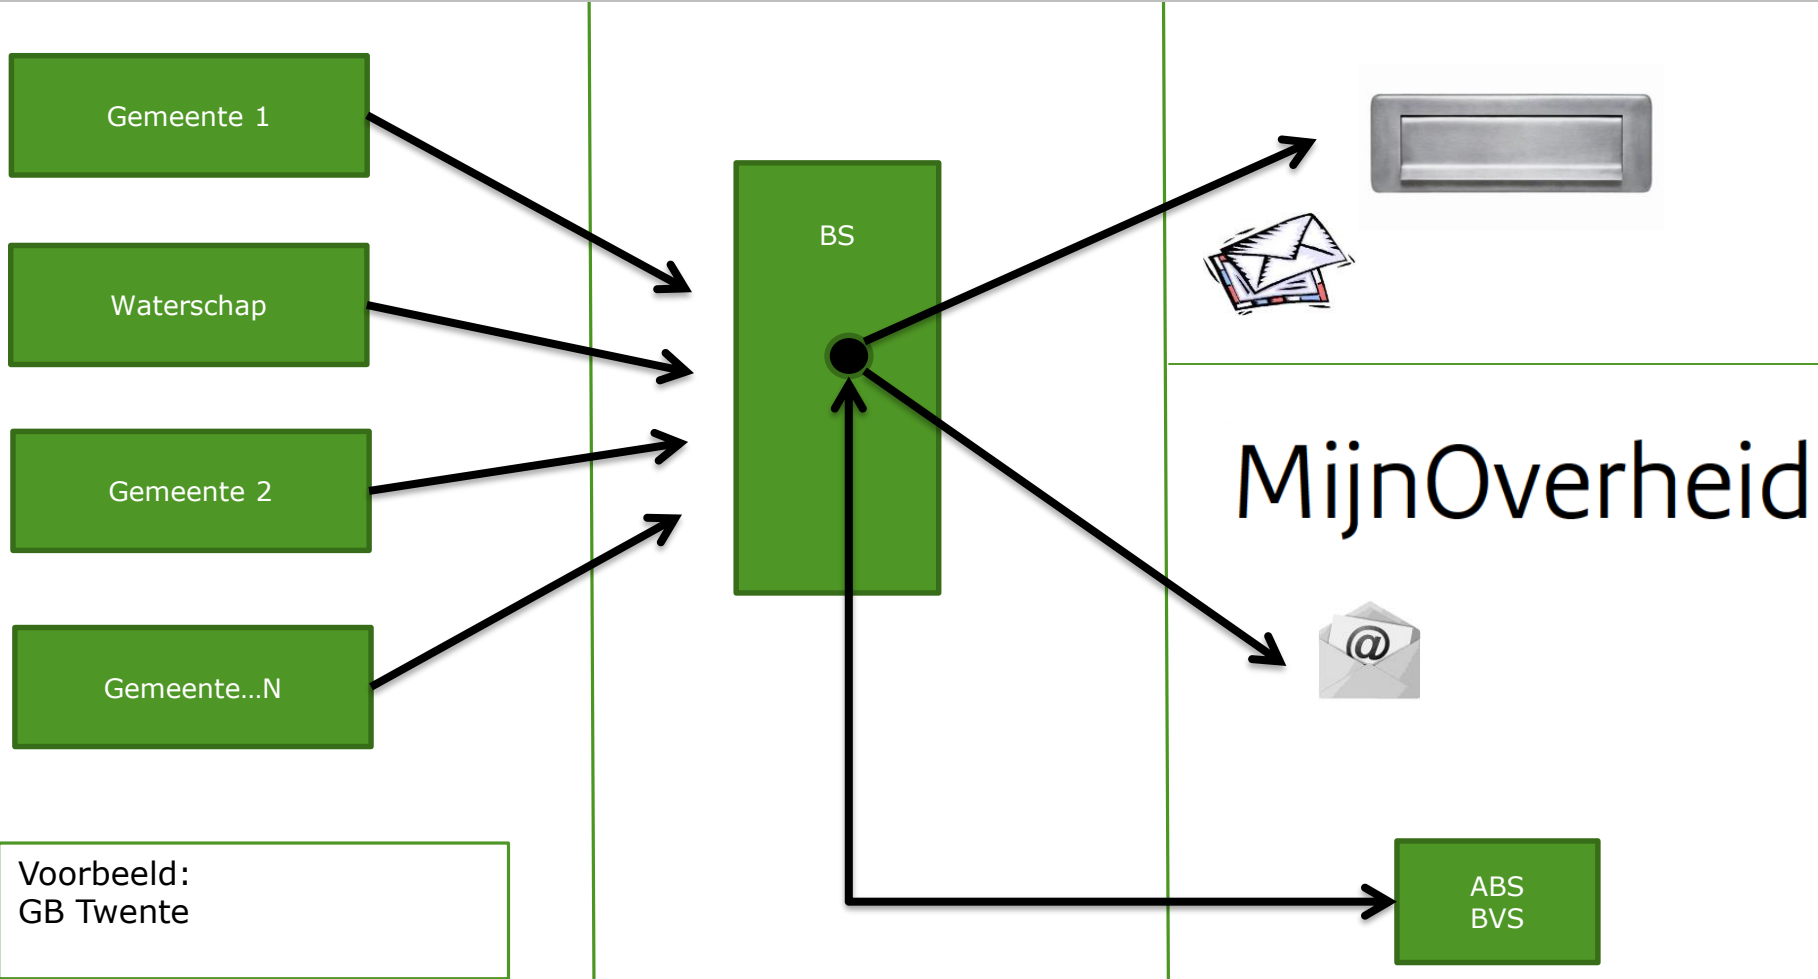 Gemeente 1
Waterschap
Gemeente 2
Gemeente...N
Voorbeeld:
GB Twente
BS
MijnOverheid
@
ABS
BVS